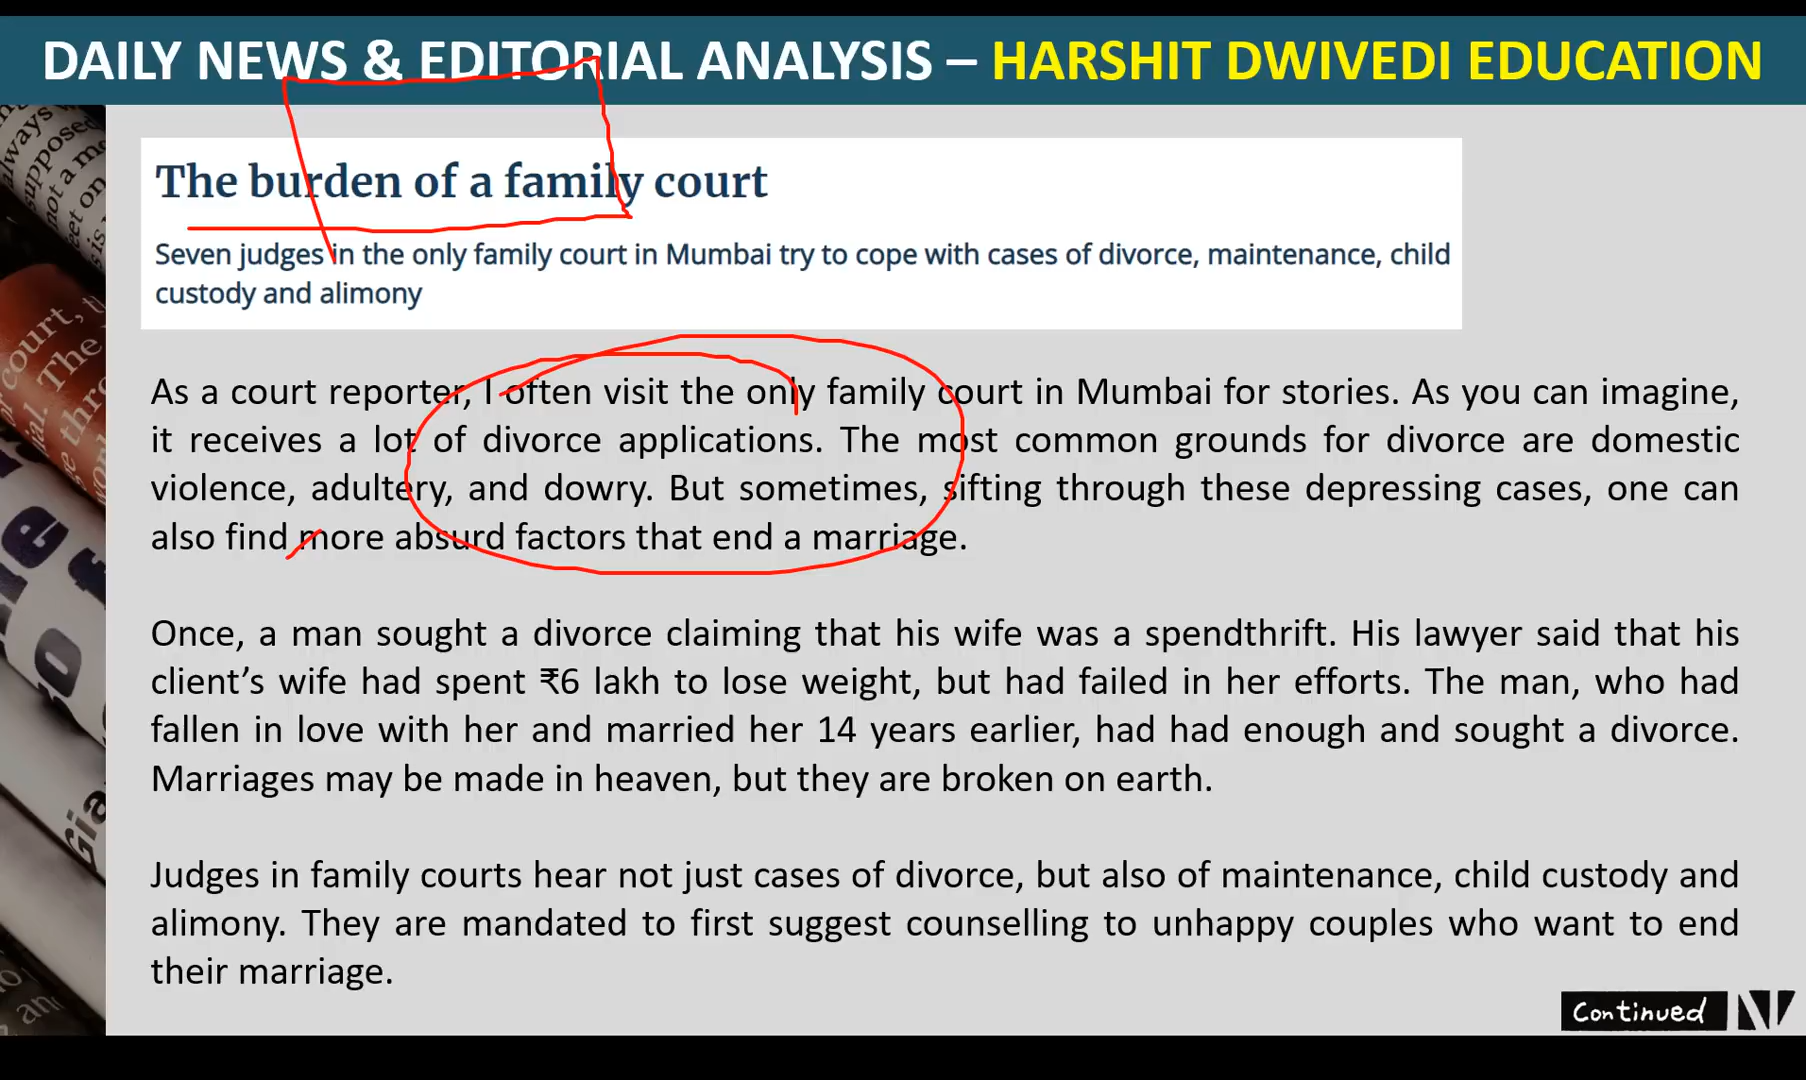 DAILY NEWS & EDITORIAL ANALYSIS – HARSHIT DWIVEDI EDUCATION
The burden of a family court
Seven judges in the only family court in Mumbai try to cope with cases of divorce, maintenance, child
custody and alimony
As a court reporter, I often visit the only family court in Mumbai for stories. As you can imagine,
it receives a lot of divorce applications. The most common grounds for divorce are domestic
violence, adultery, and dowry. But sometimes, sifting through these depressing cases, one can
also find more absurd factors that end a marriage.
Once, a man sought a divorce claiming that his wife was a spendthrift. His lawyer said that his
client’s wife had spent ₹6 lakh to lose weight, but had failed in her efforts. The man, who had
fallen in love with her and married her 14 years earlier, had had enough and sought a divorce.
Marriages may be made in heaven, but they are broken on earth.
Judges in family courts hear not just cases of divorce, but also of maintenance, child custody and
alimony. They are mandated to first suggest counselling to unhappy couples who want to end
their marriage.
Continued